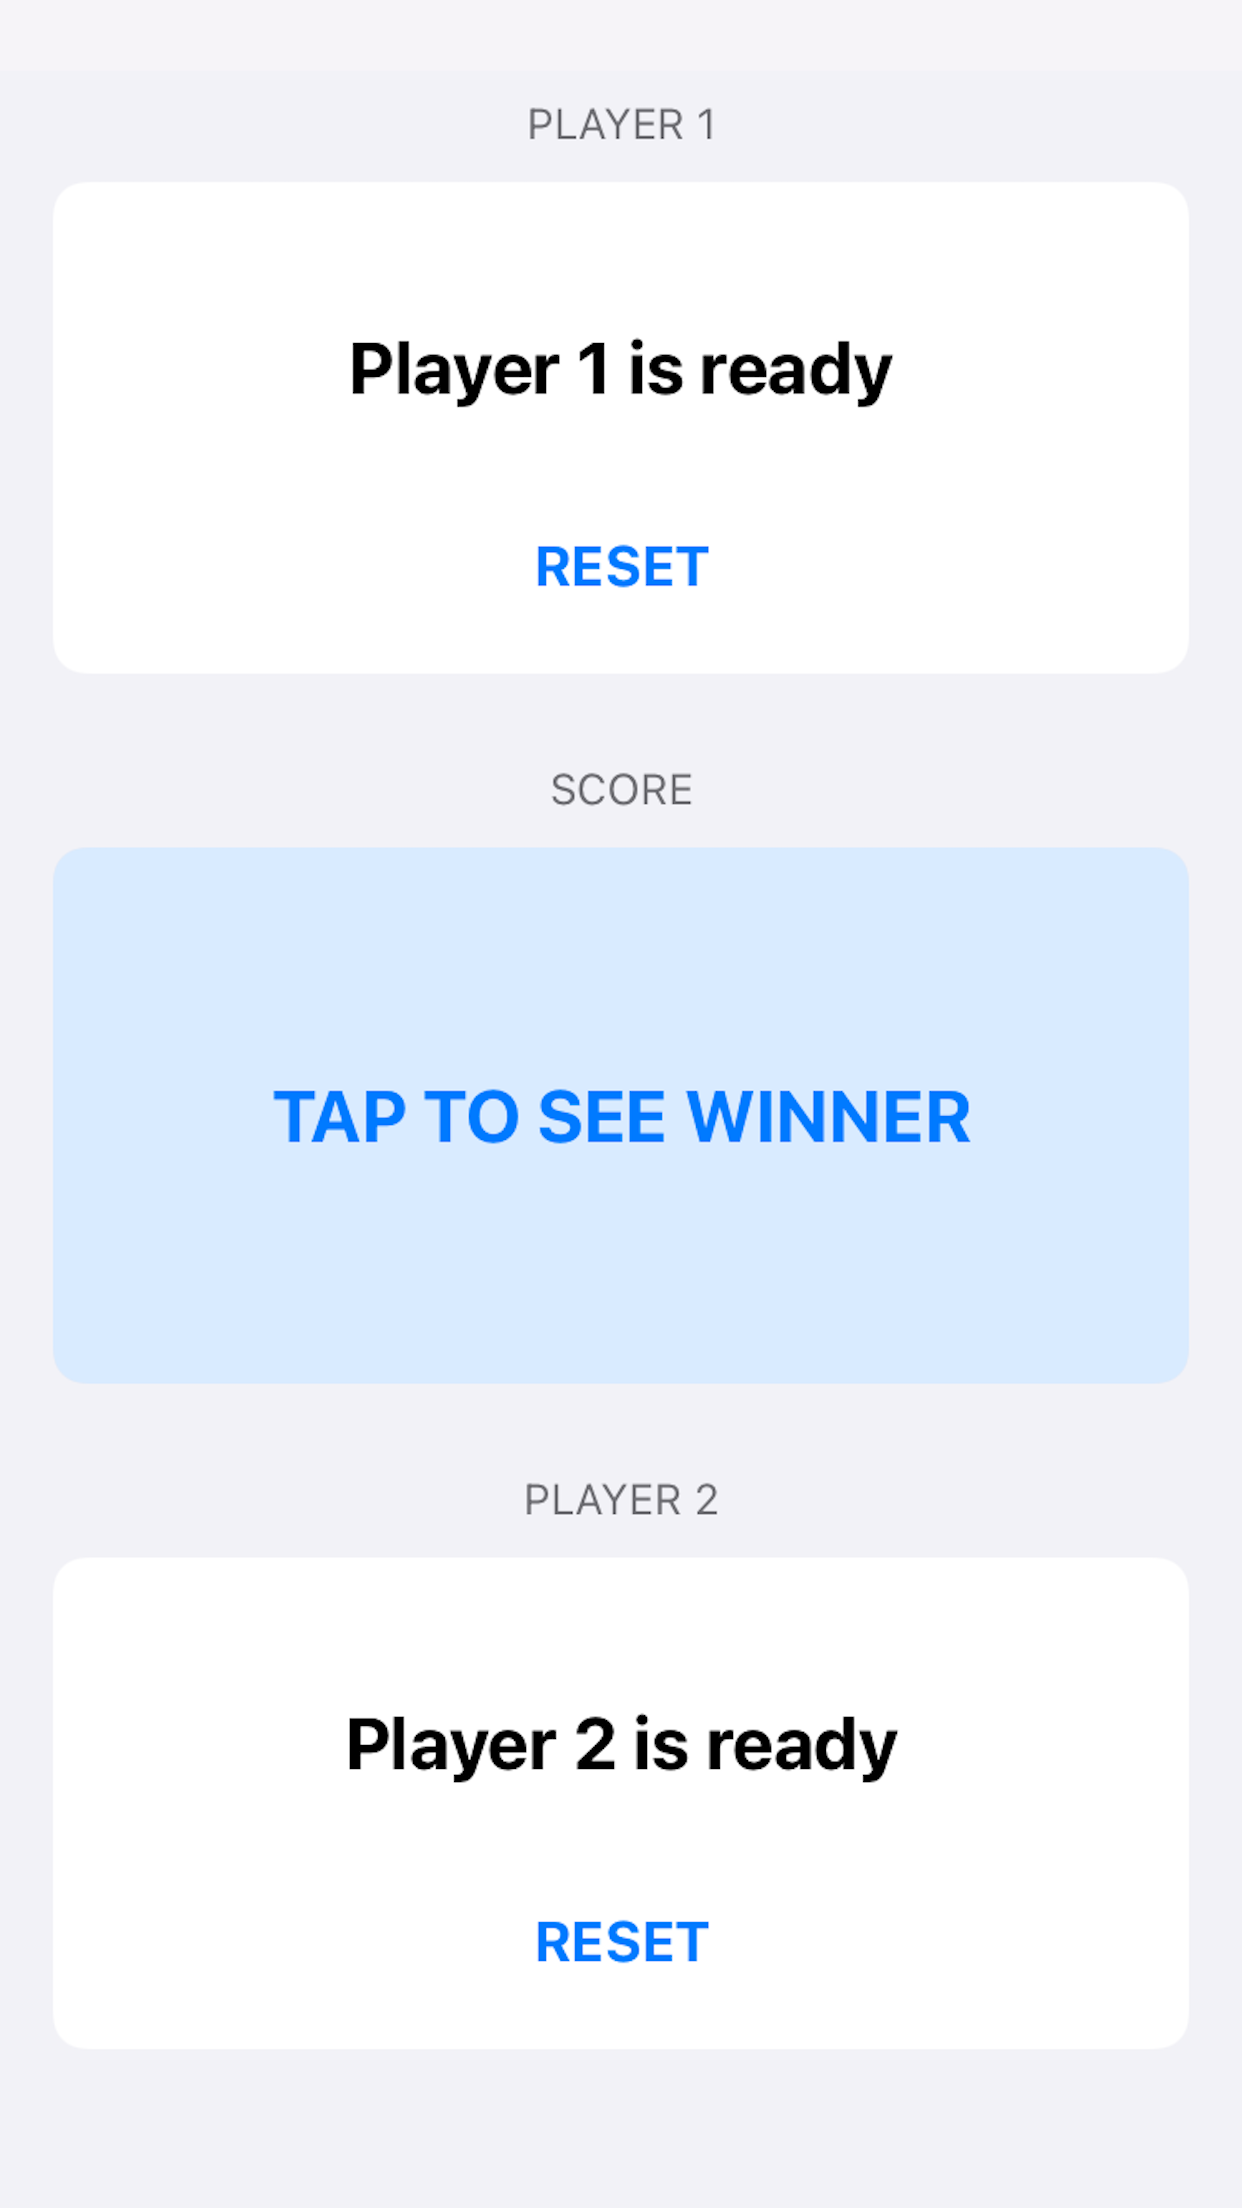 PLAYER 1
Player 1 is ready
RESET
SCORE
TAP TO SEE WINNER
PLAYER 2
Player 2 is ready
RESET